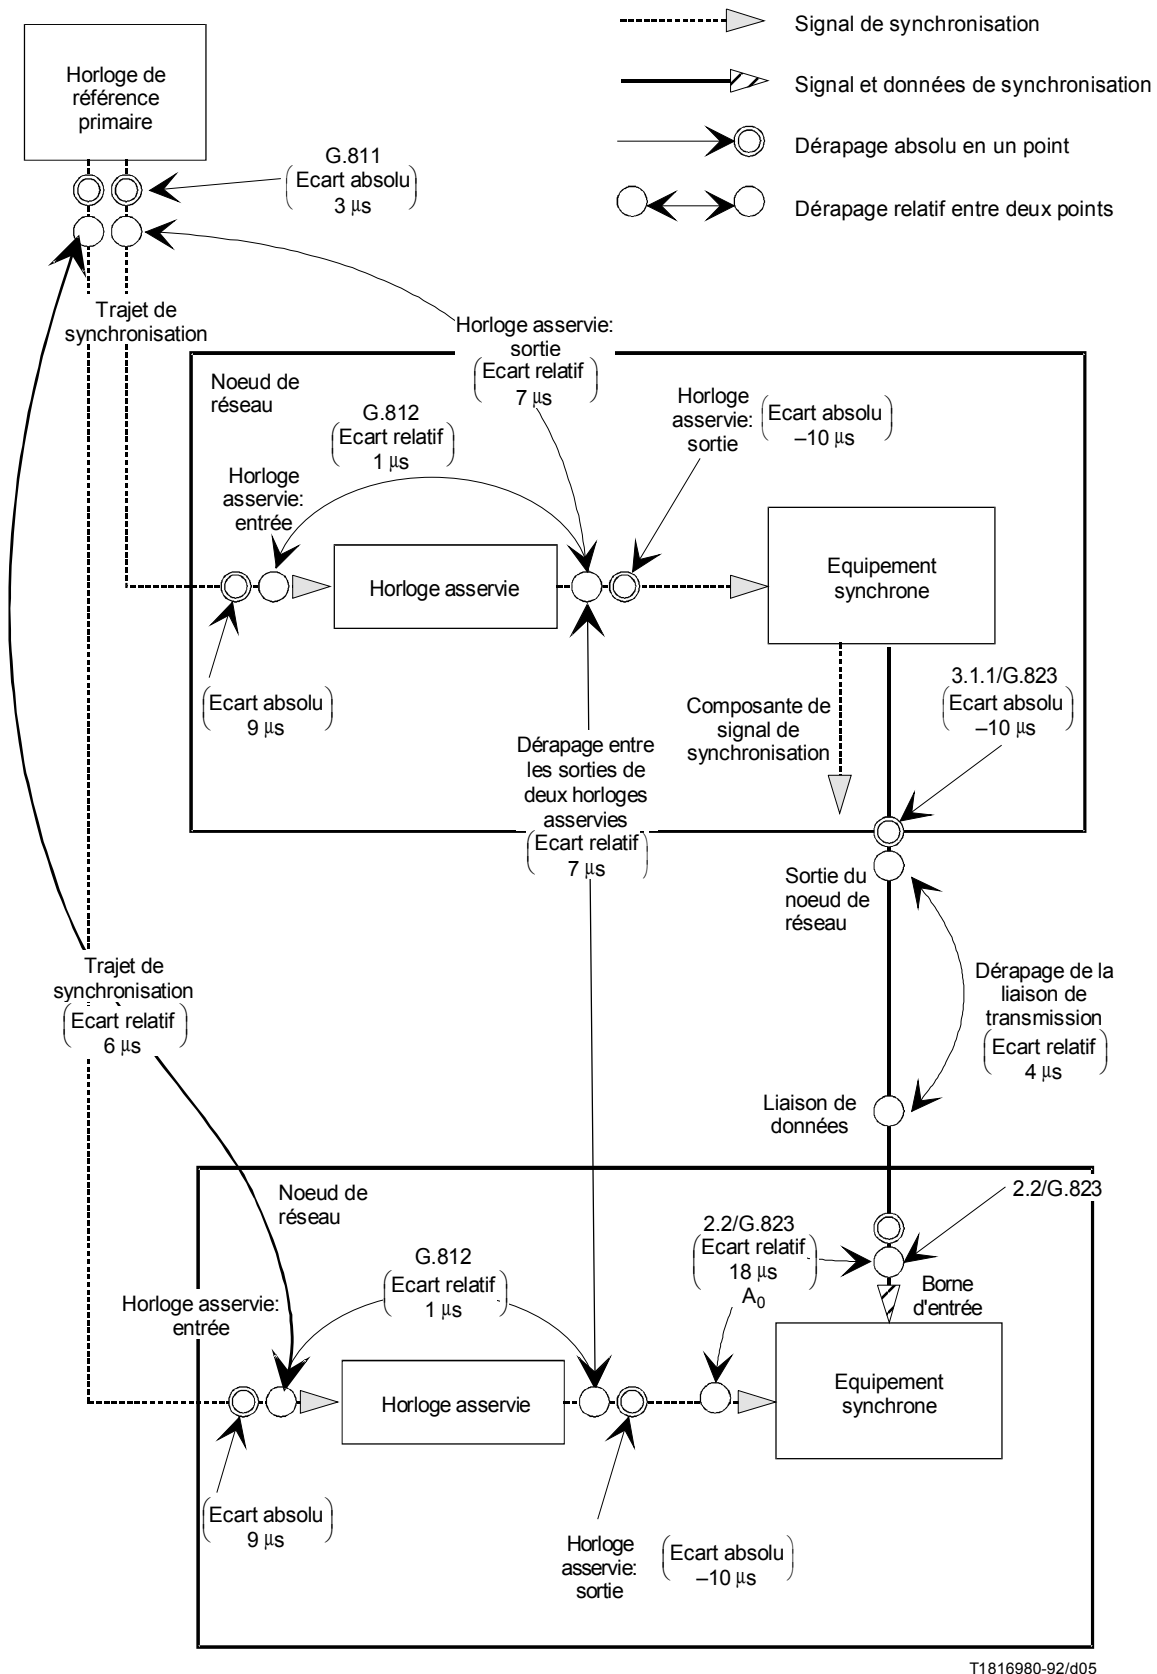 Signal de synchronisation
Signal et données de synchronisation
Dérapage absolu en un point
Dérapage relatif entre deux points
Horloge de
référence
primaire
G.811
(Ecart absolu
3 µs)
Trajet de
synchronisation
Horloge asservie:
sortie
(Ecart relatif
7 µs)
Noeud de
réseau
G.812
(Ecart relatif
1 µs)
Horloge
asservie:
sortie
(Ecart absolu
–10 µs)
Horloge
asservie:
entrée
Horloge asservie
Equipement
synchrone
(Ecart absolu
9 µs)
3.1.1/G.823
(Ecart absolu
–10 µs)
Composante de
signal de
synchronisation
Dérapage entre
les sorties de
deux horloges
asservies
(Ecart relatif
7 µs)
Sortie du
noeud de
réseau
Trajet de
synchronisation
(Ecart relatif
6 µs)
Dérapage de la
liaison de
transmission
(Ecart relatif
4 µs)
Liaison de
données
Noeud de
réseau
2.2/G.823
2.2/G.823
(Ecart relatif
18 µs)
A0
G.812
(Ecart relatif
1 µs)
Borne
d'entrée
Horloge asservie:
entrée
Horloge asservie
Equipement
synchrone
(Ecart absolu
9 µs)
Horloge
asservie:
sortie
(Ecart absolu
–10 µs)
T1816980-92/d05